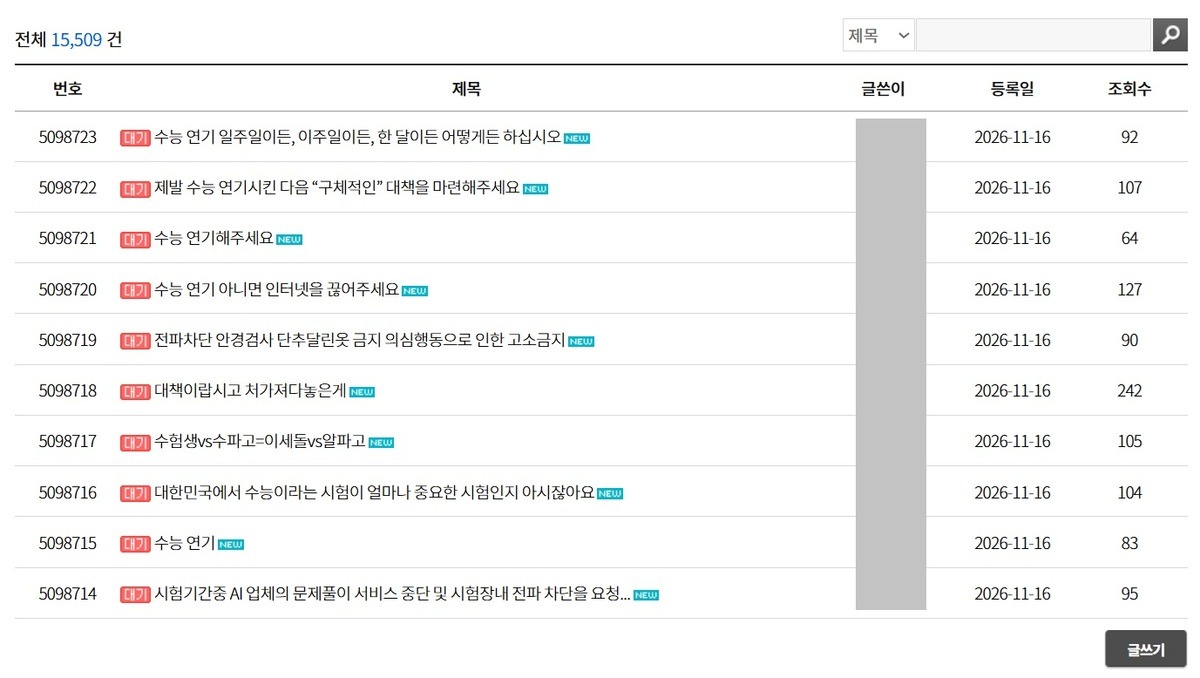 전체 15,509 건
제목
번호 제목 글쓴이 등록일 조회수
5098723 대기 수능 연기 일주일이든, 이주일이든, 한 달이든 어떻게든 하십시오 NEW 2026-11-16 92
5098722 대기 제발 수능 연기시킨 다음 “구체적인” 대책을 마련해주세요 NEW 2026-11-16 107
5098721 대기 수능 연기해주세요 NEW 2026-11-16 64
5098720 대기 수능 연기 아니면 인터넷을 끊어주세요 NEW 2026-11-16 127
5098719 대기 전파차단 안경검사 단추달린옷 금지 의심행동으로 인한 고소금지 NEW 2026-11-16 90
5098718 대기 대책이랍시고 처가져다놓은게 NEW 2026-11-16 242
5098717 대기 수험생vs수파고=이세돌vs알파고 NEW 2026-11-16 105
5098716 대기 대한민국에서 수능이라는 시험이 얼마나 중요한 시험인지 아시잖아요 NEW 2026-11-16 104
5098715 대기 수능 연기 NEW 2026-11-16 83
5098714 대기 시험기간중 AI 업체의 문제풀이 서비스 중단 및 시험장내 전파 차단을 요청... NEW 2026-11-16 95
글쓰기